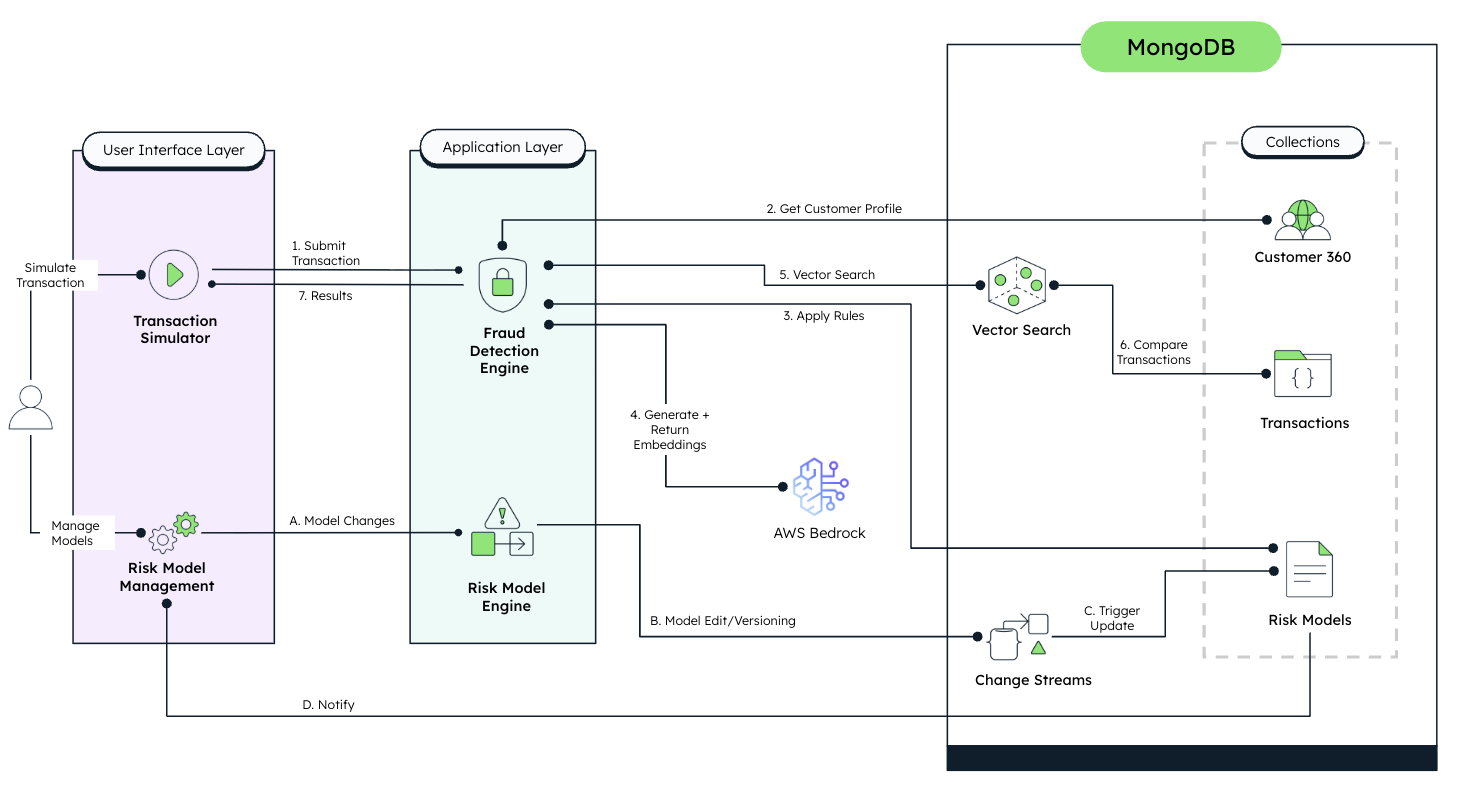 MongoDB
User Interface Layer
Application Layer
Collections
2. Get Customer Profile
1. Submit
Transaction
Customer 360
Simulate
Transaction
5. Vector Search
7. Results
3. Apply Rules
Transaction
Simulator
Fraud
Detection
Engine
Vector Search
6. Compare
Transactions
{ }
4. Generate +
Return
Embeddings
Transactions
Manage
Models
A. Model Changes
!
AWS Bedrock
Risk Model
Management
Risk Model
Engine
B. Model Edit/Versioning
C. Trigger
Update
Risk Models
Change Streams
D. Notify